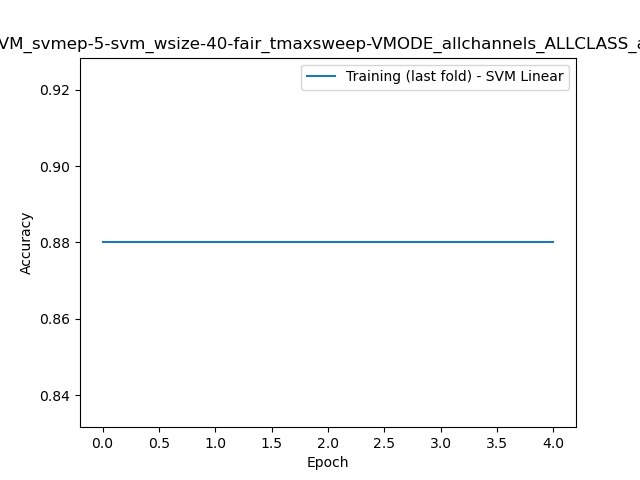 VM_svmep-5-svm_wsize-40-fair_tmaxsweep-VMODE_allchannels_ALLCLASS_a
Training (last fold) - SVM Linear
0.92
0.90
0.88
0.86
0.84
Accuracy
0.0 0.5 1.0 1.5 2.0 2.5 3.0 3.5 4.0
Epoch